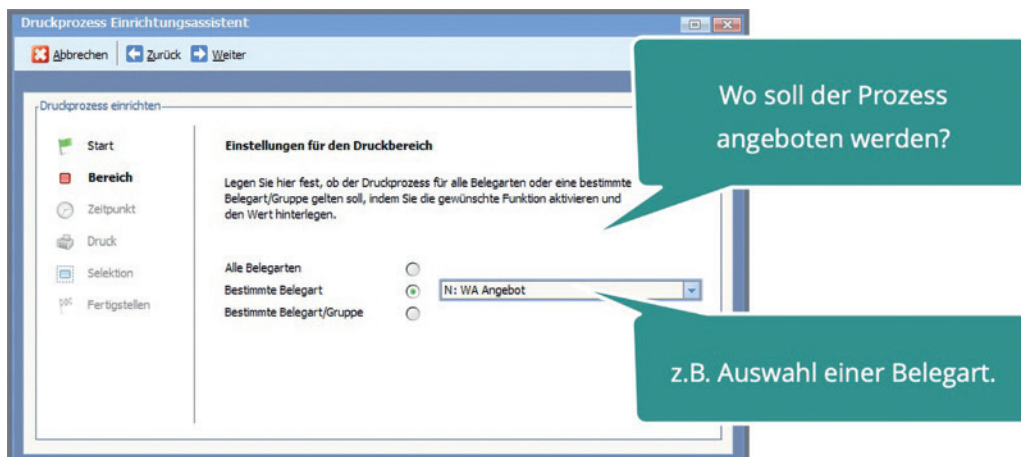 Druckprozess Einrichtungsassistent
Abbrechen Zurück Weiter
Druckprozess einrichten
Start
Bereich
Zeitpunkt
Druck
Selektion
Fertigstellen
Einstellungen für den Druckbereich
Legen Sie hier fest, ob der Druckprozess für alle Belegarten oder eine bestimmte
Belegart/Gruppe gelten soll, indem Sie die gewünschte Funktion aktivieren und
den Wert hinterlegen.
Alle Belegarten
Bestimmte Belegart N: WA Angebot
Bestimmte Belegart/Gruppe
Wo soll der Prozess
angeboten werden?
z.B. Auswahl einer Belegart.